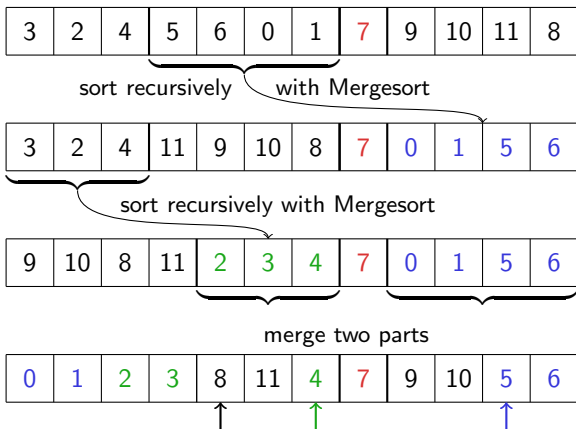 3 2 4 5 6 0 1 7 9 10 11 8
sort recursively with Mergesort
3 2 4 11 9 10 8 7 0 1 5 6
sort recursively with Mergesort
9 10 8 11 2 3 4 7 0 1 5 6
merge two parts
0 1 2 3 8 11 4 7 9 10 5 6